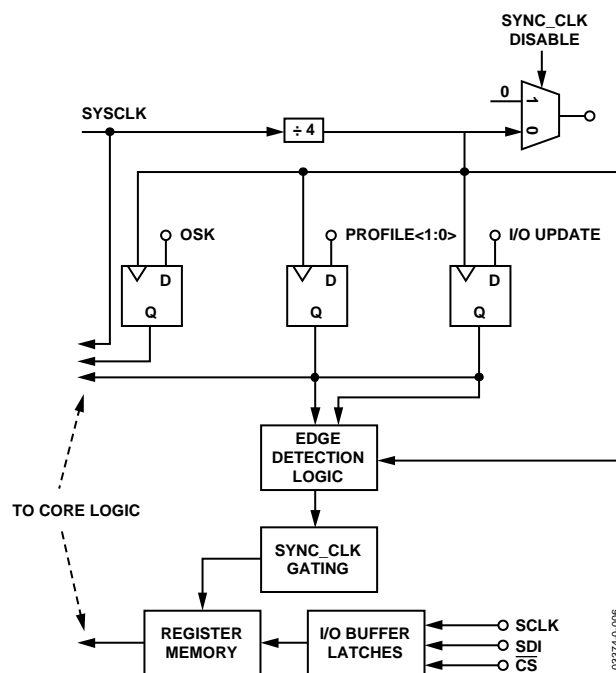 SYNC_CLK
DISABLE
0
1
0
SYSCLK
÷ 4
OSK
PROFILE<1:0>
I/O UPDATE
D
Q
D
Q
D
Q
EDGE
DETECTION
LOGIC
TO CORE LOGIC
SYNC_CLK
GATING
REGISTER
MEMORY
I/O BUFFER
LATCHES
SCLK
SDI
CS
03374-0-006